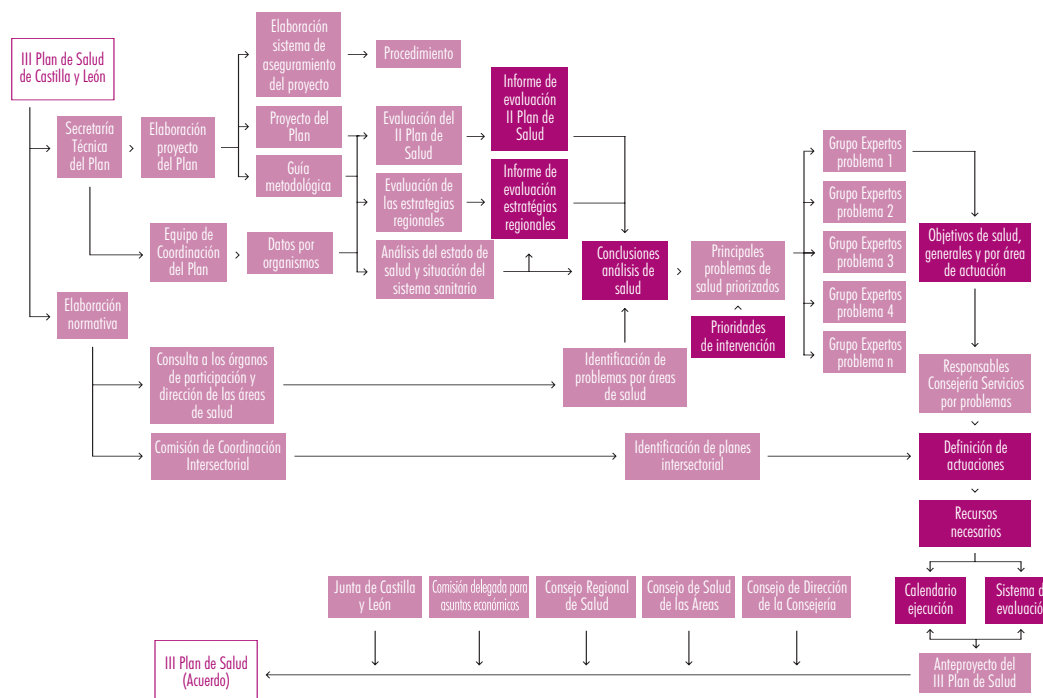 III Plan de Salud
de Castilla y León
Elaboración
sistema de
aseguramiento
del proyecto
Procedimiento
Secretaría
Técnica
del Plan
Elaboración
proyecto
del Plan
Proyecto del
Plan
Guía
metodológica
Evaluación del
II Plan de
Salud
Informe de
evaluación
II Plan de
Salud
Evaluación de
las estrategias
regionales
Informe de
evaluación
estratégias
regionales
Equipo de
Coordinación
del Plan
Datos por
organismos
Análisis del estado de
salud y situación del
sistema sanitario
Conclusiones
análisis de
salud
Principales
problemas de
salud priorizados
Prioridades
de intervención
Grupo Expertos
problema 1
Grupo Expertos
problema 2
Grupo Expertos
problema 3
Grupo Expertos
problema 4
Grupo Expertos
problema n
Objetivos de salud,
generales y por área
de actuación
Elaboración
normativa
Consulta a los órganos
de participación y
dirección de las áreas
de salud
Identificación de
problemas por áreas
de salud
Responsables
Consejería Servicios
por problemas
Comisión de Coordinación
Intersectorial
Identificación de planes
intersectorial
Definición de
actuaciones
Recursos
necesarios
Calendario
ejecución
Sistema d
evaluación
Junta de Castilla
y León
Comisión delegada para
asuntos económicos
Consejo Regional
de Salud
Consejo de Salud
de las Areas
Consejo de Dirección
de la Consejería
Anteproyecto del
III Plan de Salud
III Plan de Salud
(Acuerdo)